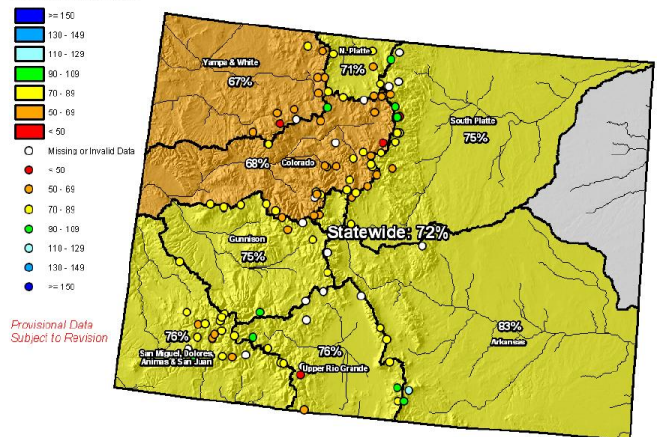 >= 150
130 - 149
110 - 129
90 - 109
70 - 89
50 - 69
< 50
Missing or Invalid Data
< 50
50 - 69
70 - 89
90 - 109
110 - 129
130 - 149
>= 150
Provisional Data
Subject to Revision
Yampa & White
67%
N. Platte
71%
South Platte
75%
68%
Colorado
Statewide: 72%
Gunnison
75%
83%
Arkansas
76%
San Miguel, Dolores,
Animas & San Juan
76%
Upper Rio Grande